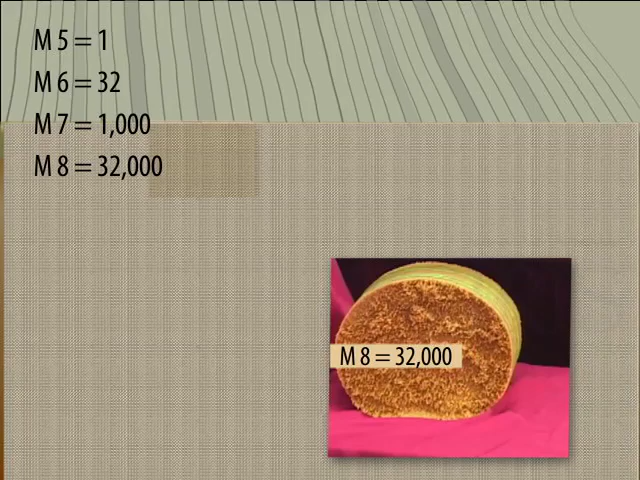 M 5 = 1
M 6 = 32
M 7 = 1,000
M 8 = 32,000
M 8 = 32,000